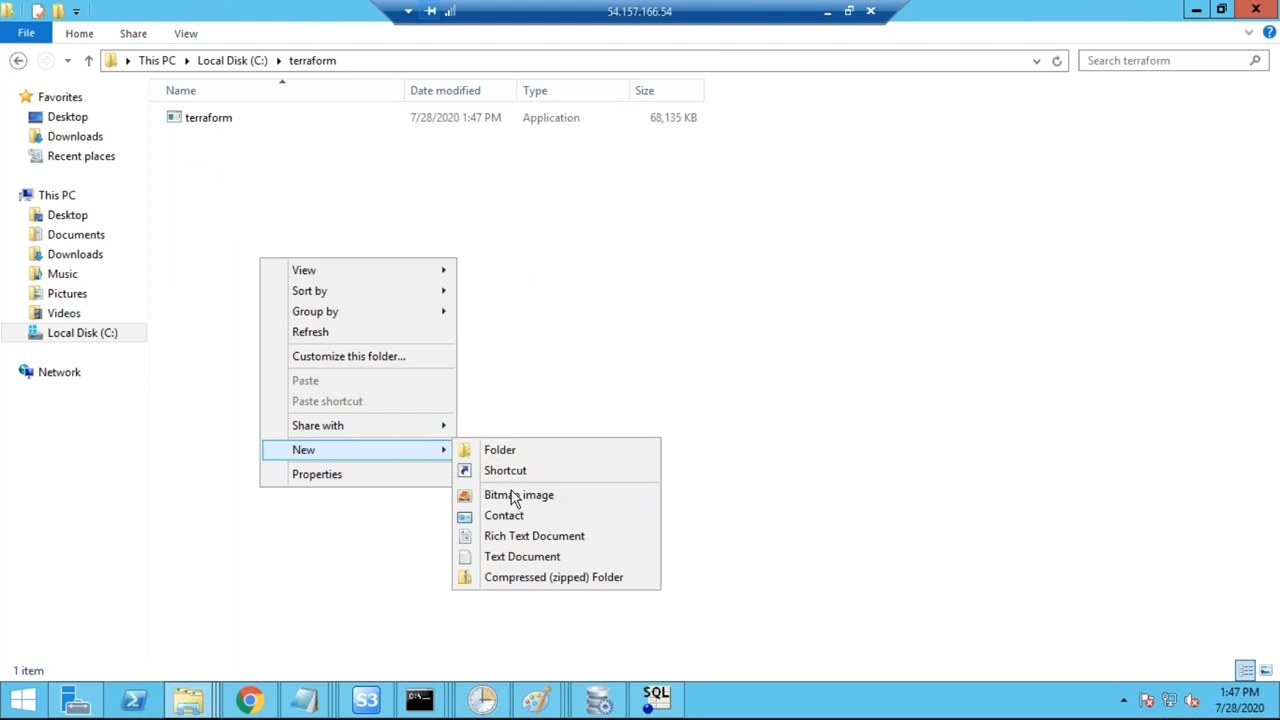 54.157.166.54
File Home Share View
This PC Local Disk (C:) terraform Search terraform
Name Date modified Type Size
terraform 7/28/2020 1:47 PM Application 68,135 KB
Favorites
Desktop
Downloads
Recent places
This PC
Desktop
Documents
Downloads
Music
Pictures
Videos
Local Disk (C:)
Network
View
Sort by
Group by
Refresh
Customize this folder...
Paste
Paste shortcut
Share with
New
Properties
Folder
Shortcut
Bitmap image
Contact
Rich Text Document
Text Document
Compressed (zipped) Folder
1 item
S3 SQL
1:47 PM
7/28/2020